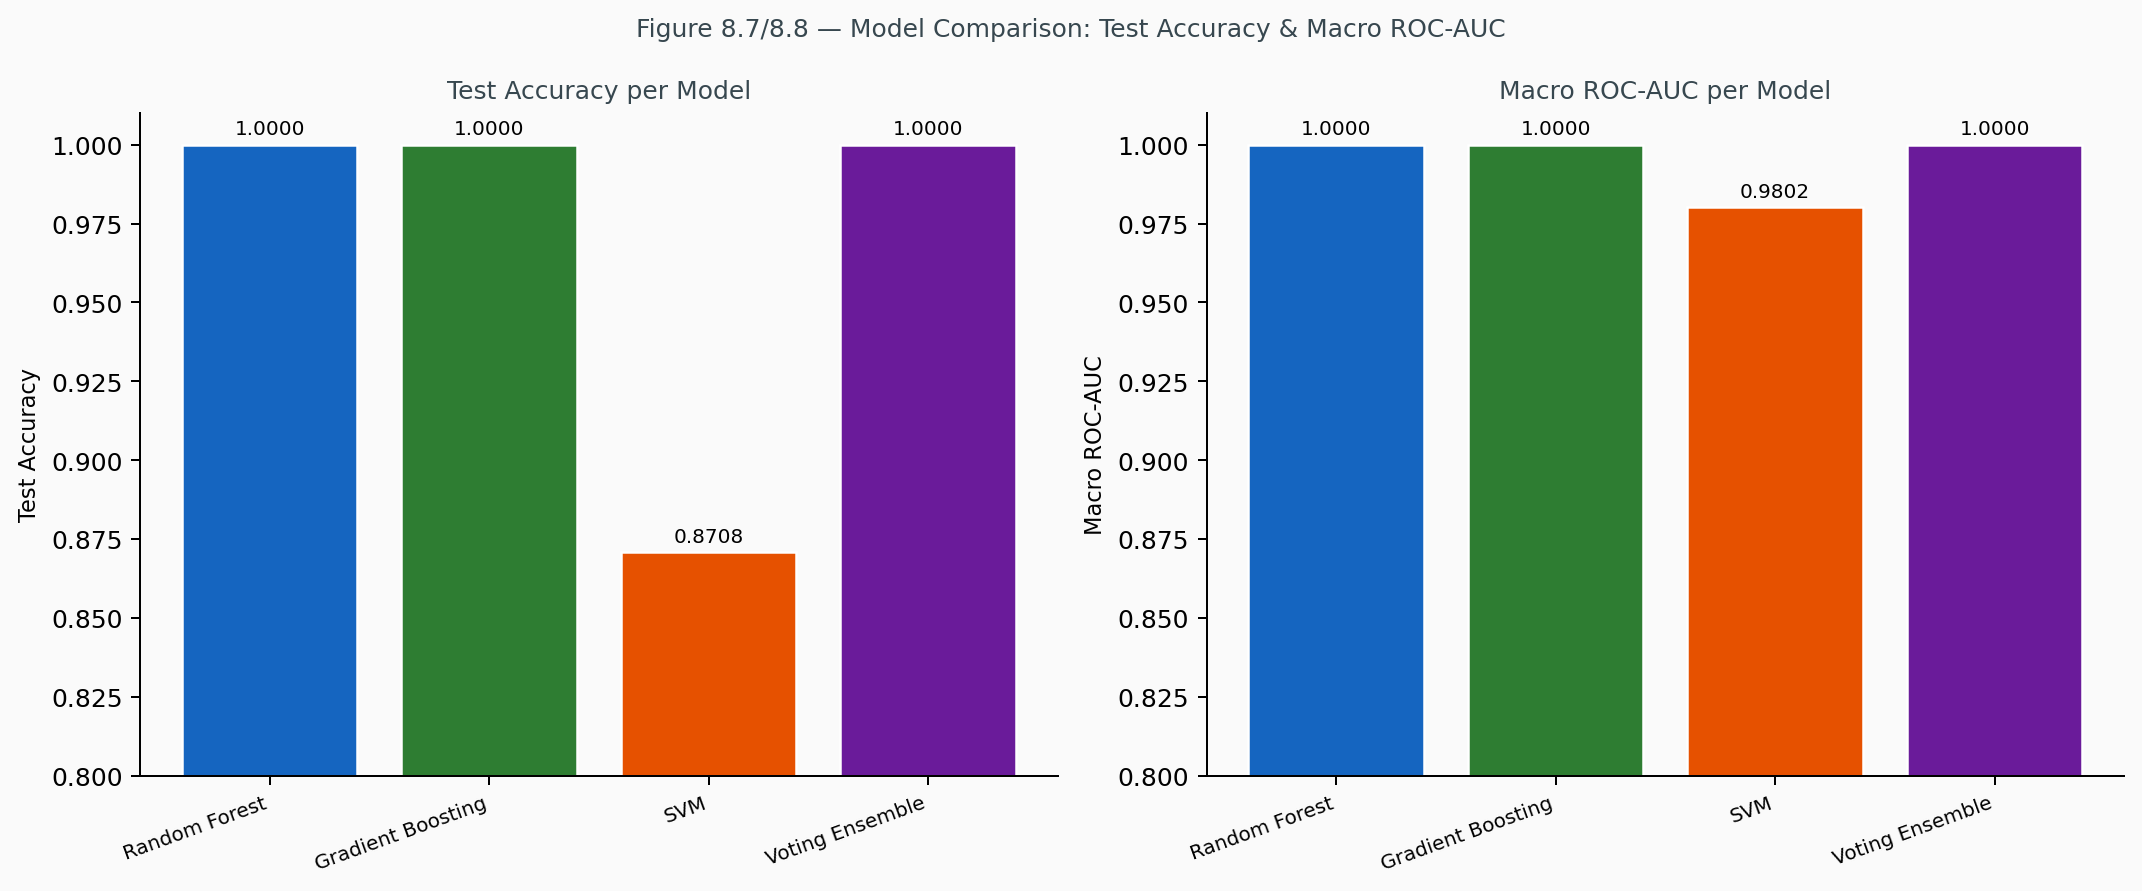 Figure 8.7/8.8 — Model Comparison: Test Accuracy & Macro ROC-AUC
Test Accuracy per Model
Test Accuracy
1.000
0.975
0.950
0.925
0.900
0.875
0.850
0.825
0.800
1.0000
1.0000
0.8708
1.0000
Random Forest
Gradient Boosting
SVM
Voting Ensemble
Macro ROC-AUC per Model
Macro ROC-AUC
1.000
0.975
0.950
0.925
0.900
0.875
0.850
0.825
0.800
1.0000
1.0000
0.9802
1.0000
Random Forest
Gradient Boosting
SVM
Voting Ensemble